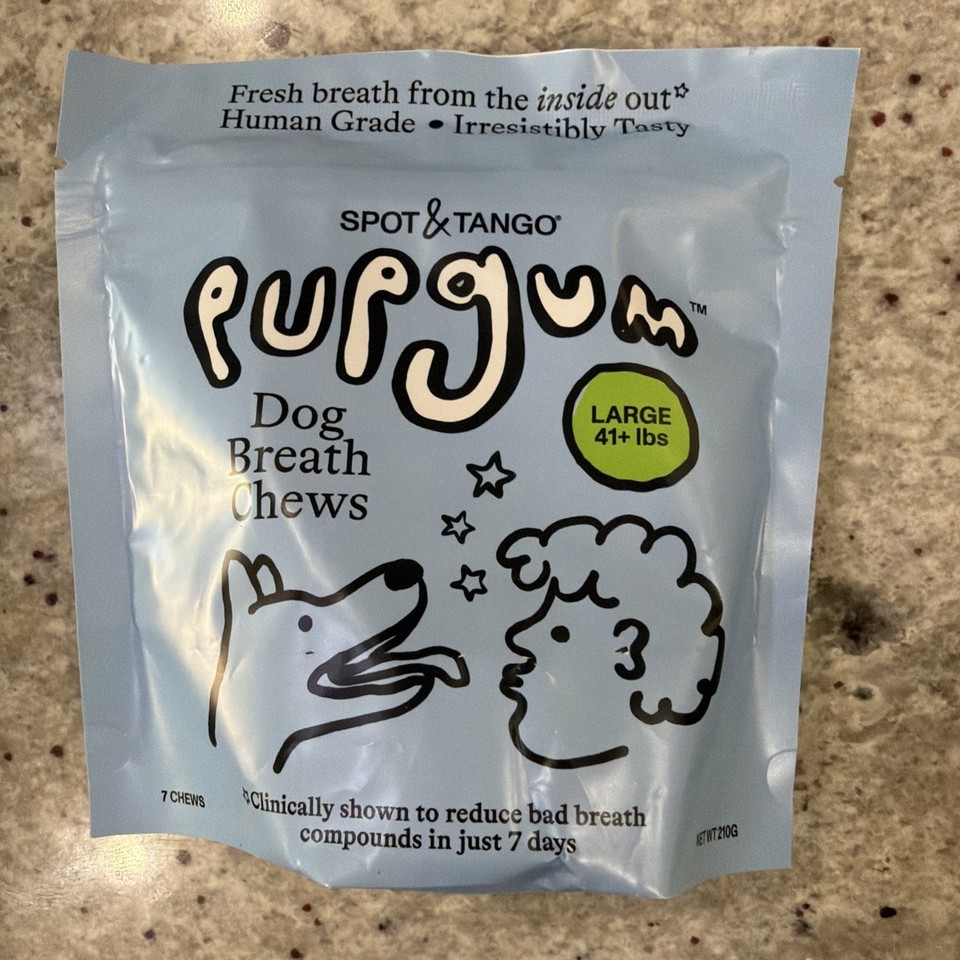 Fresh breath from the inside out☆
Human Grade • Irresistibly Tasty
SPOT & TANGO®
pupgum™
LARGE
41+ lbs
Dog
Breath
Chews
7 CHEWS
☆Clinically shown to reduce bad breath
compounds in just 7 days
NET WT 210G